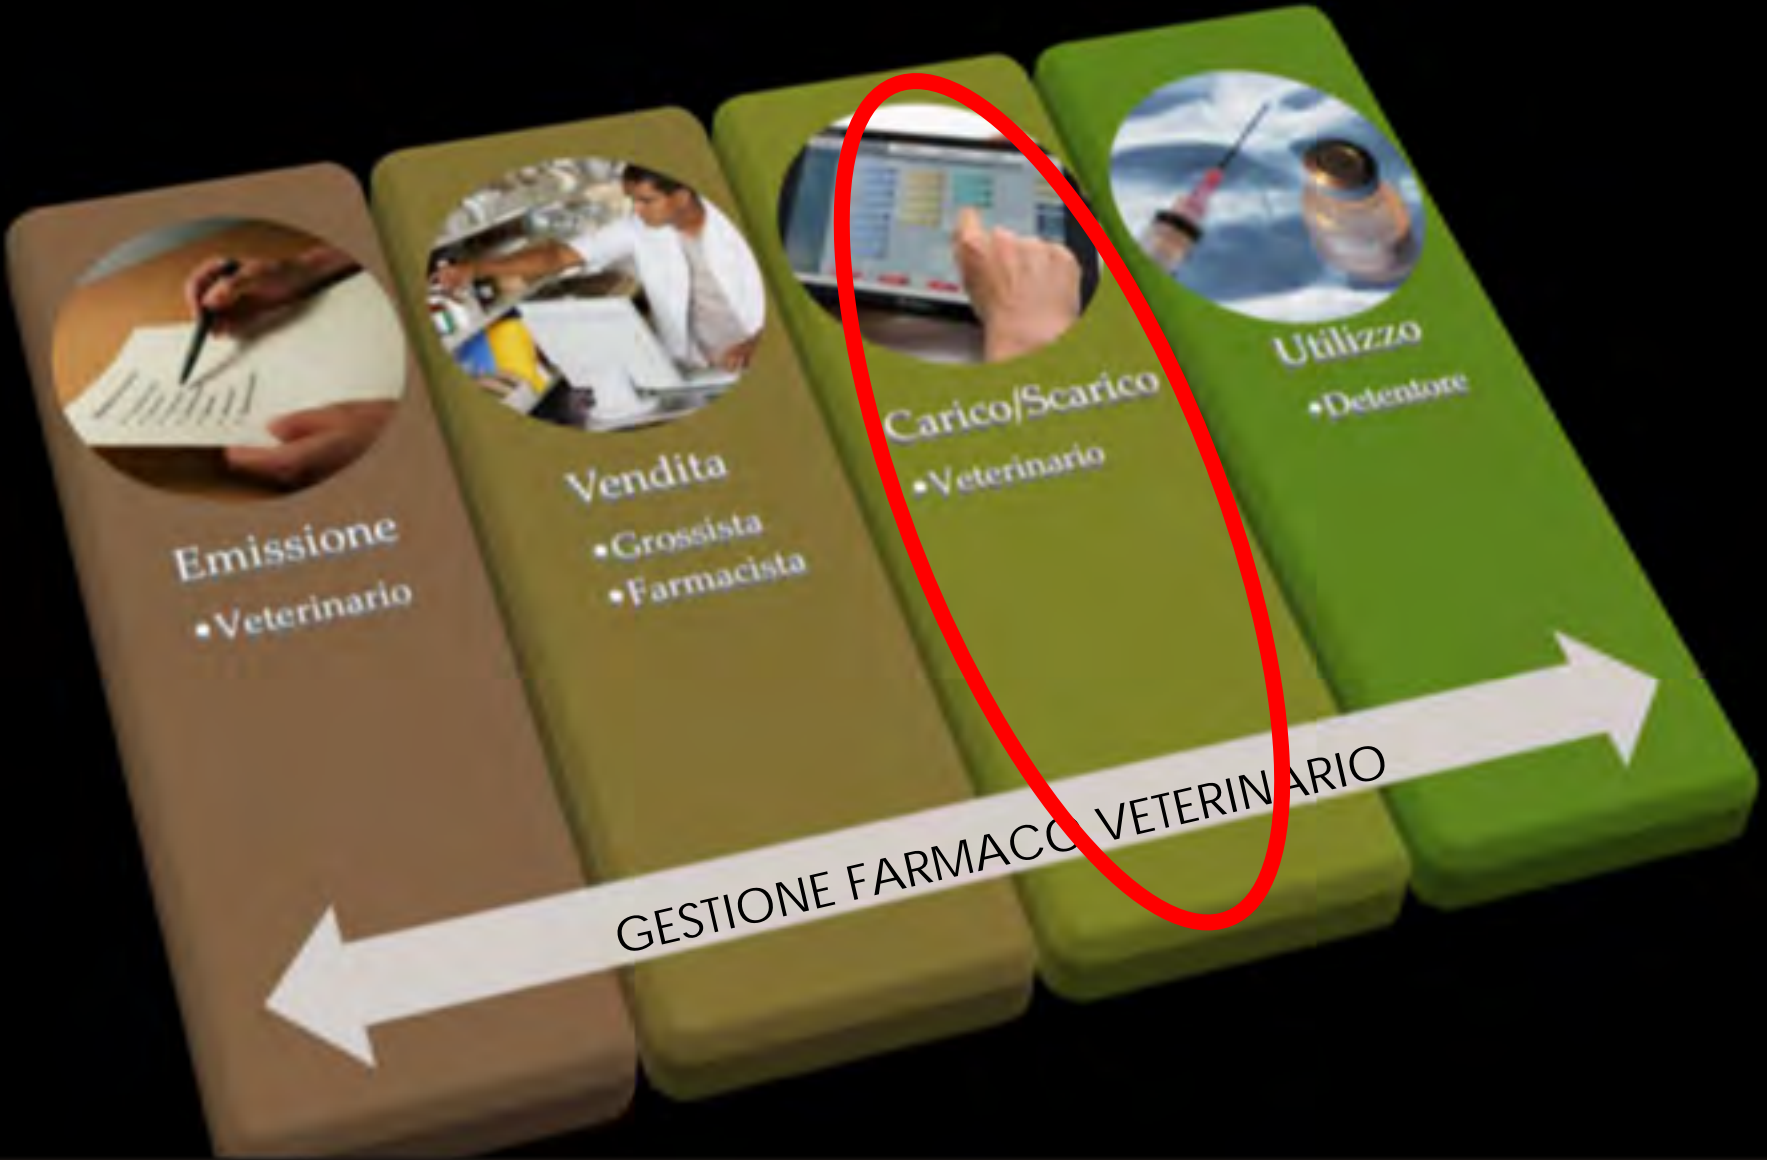 Emissione
•Veterinario
Vendita
•Grossista
•Farmacista
Carico/Scarico
•Veterinario
Utilizzo
•Detentore
GESTIONE FARMACO VETERINARIO